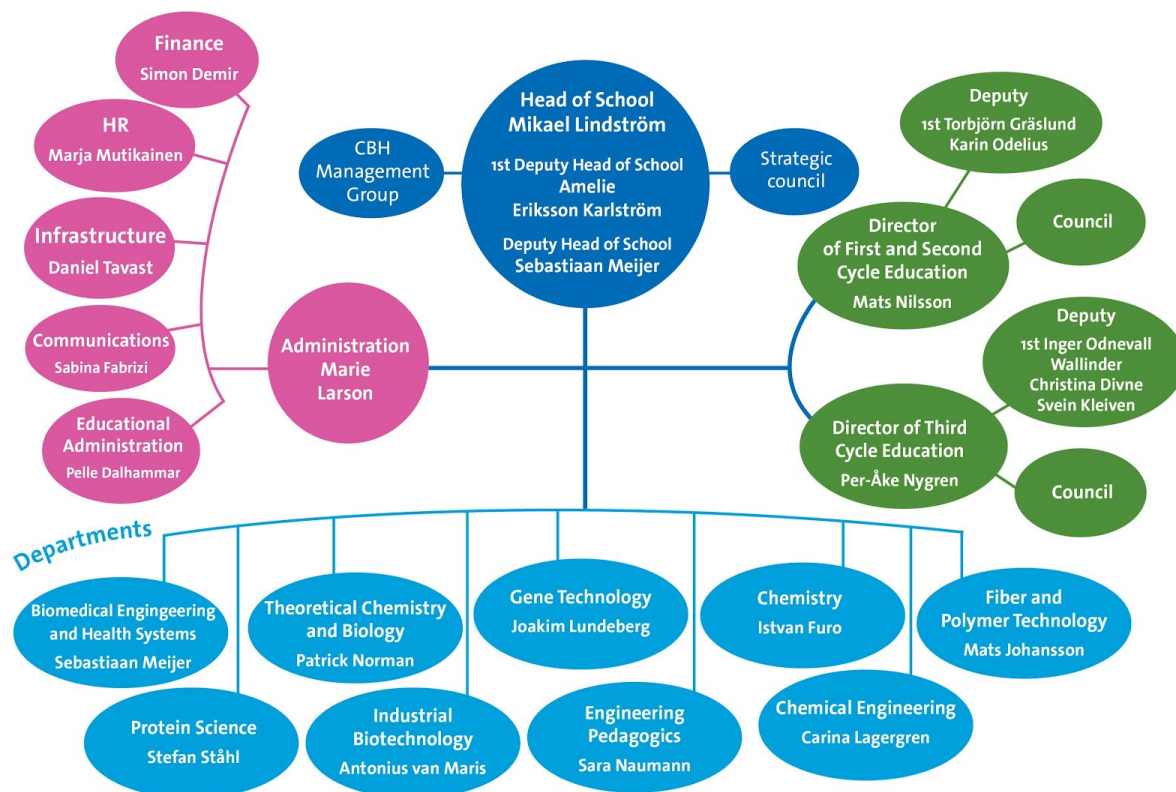 Finance
Simon Demir
HR
Marja Mutikainen
Infrastructure
Daniel Tavast
Communications
Sabina Fabrizi
Educational
Administration
Pelle Dalhammar
Administration
Marie
Larson
CBH
Management
Group
Head of School
Mikael Lindström
1st Deputy Head of School
Amelie
Eriksson Karlström
Deputy Head of School
Sebastiaan Meijer
Strategic
council
Deputy
1st Torbjörn Gräslund
Karin Odelius
Director
of First and Second
Cycle Education
Mats Nilsson
Council
Deputy
1st Inger Odnevall
Wallinder
Christina Divne
Svein Kleiven
Director of Third
Cycle Education
Per-Åke Nygren
Council
Departments
Biomedical Engingeering
and Health Systems
Sebastiaan Meijer
Theoretical Chemistry
and Biology
Patrick Norman
Gene Technology
Joakim Lundeberg
Chemistry
Istvan Furo
Fiber and
Polymer Technology
Mats Johansson
Protein Science
Stefan Ståhl
Industrial
Biotechnology
Antonius van Maris
Engineering
Pedagogics
Sara Naumann
Chemical Engineering
Carina Lagergren